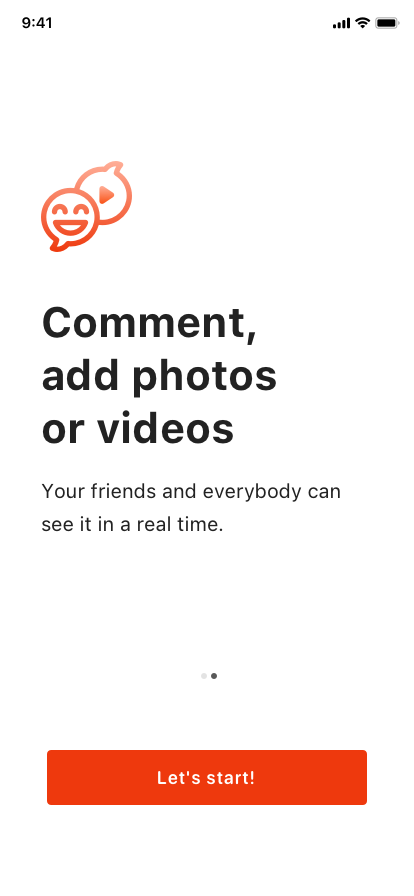 9:41
Comment,
add photos
or videos
Your friends and everybody can
see it in a real time.
Let's start!